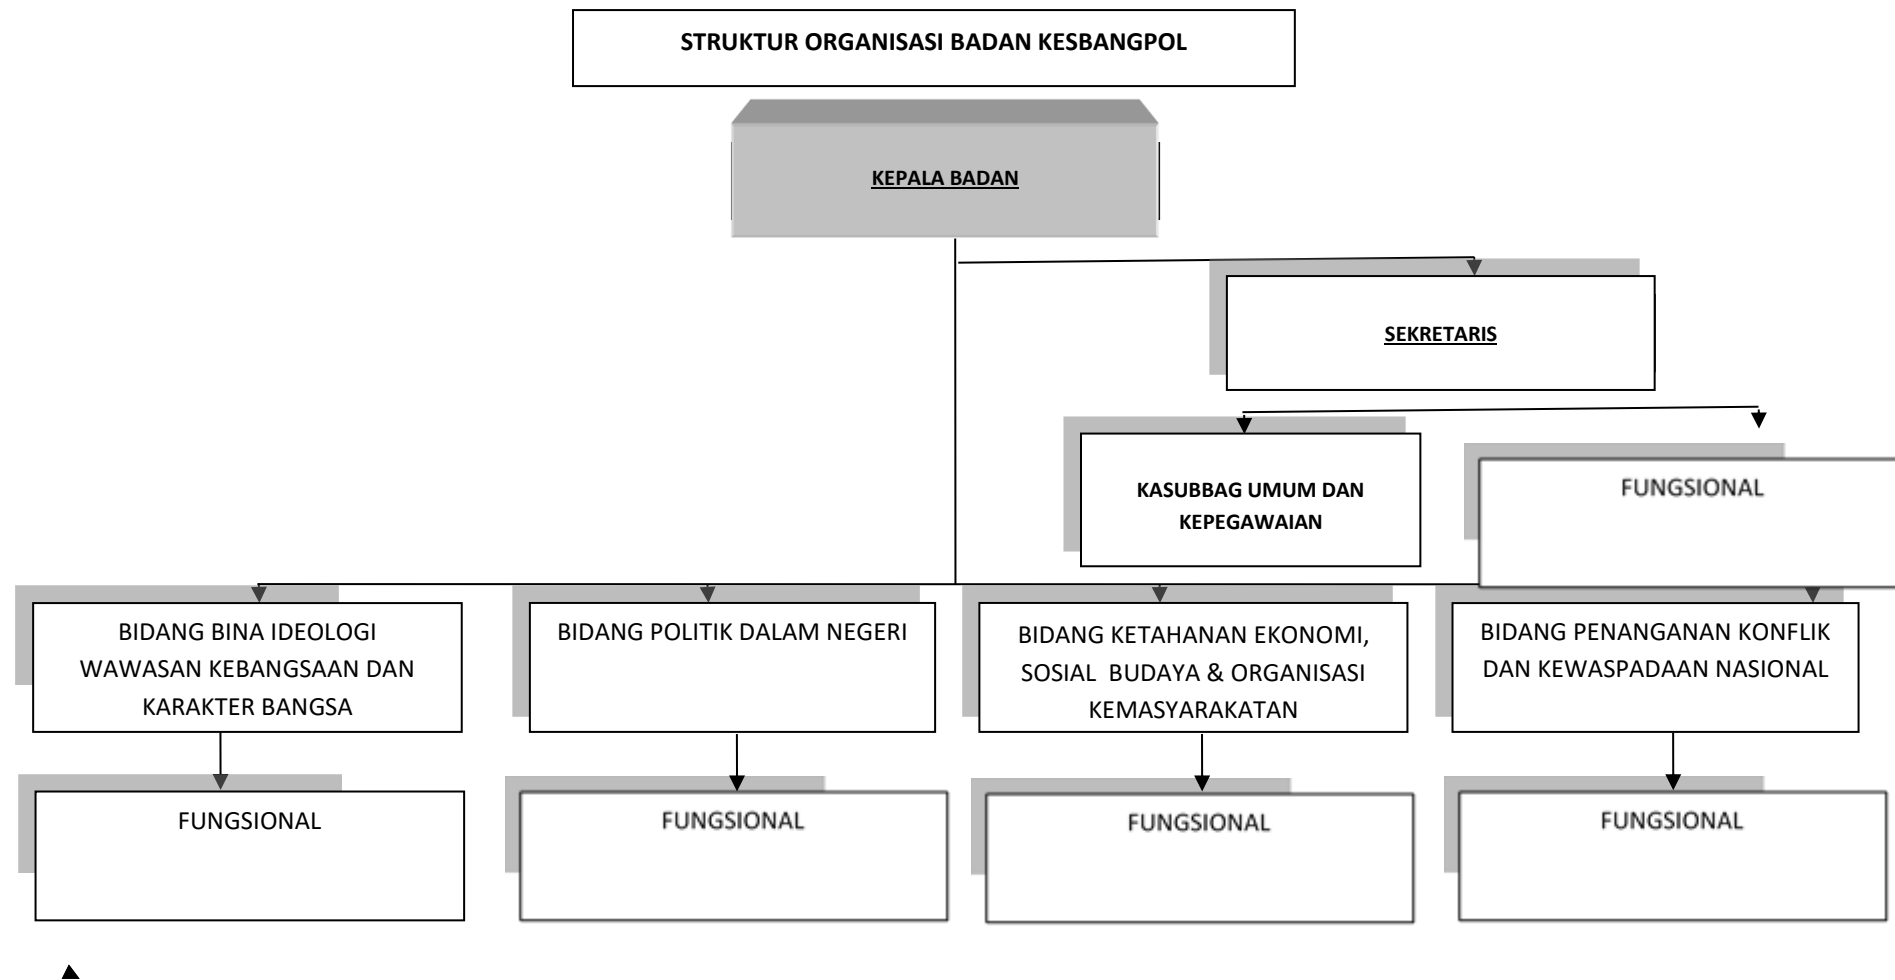 STRUKTUR ORGANISASI BADAN KESBANGPOL
KEPALA BADAN
SEKRETARIS
KASUBBAG UMUM DAN
KEPEGAWAIAN
FUNGSIONAL
BIDANG BINA IDEOLOGI
WAWASAN KEBANGSAAN DAN
KARAKTER BANGSA
BIDANG POLITIK DALAM NEGERI
BIDANG KETAHANAN EKONOMI,
SOSIAL  BUDAYA & ORGANISASI
KEMASYARAKATAN
BIDANG PENANGANAN KONFLIK
DAN KEWASPADAAN NASIONAL
FUNGSIONAL
FUNGSIONAL
FUNGSIONAL
FUNGSIONAL